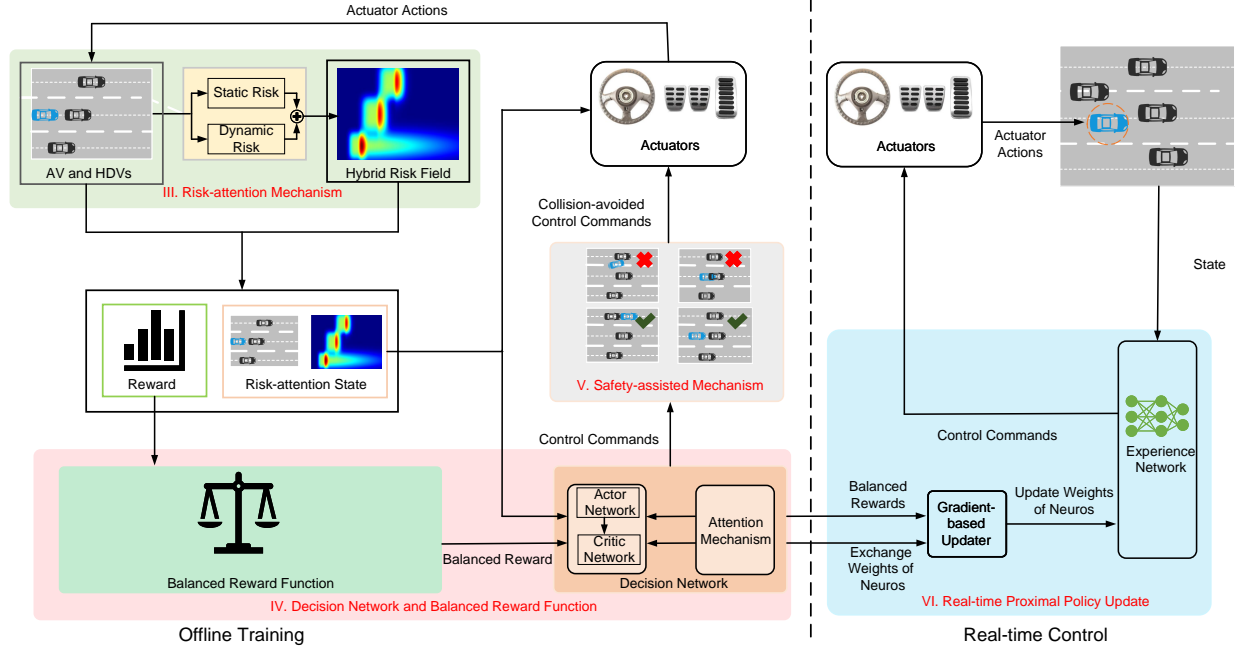 Actuator Actions
Static Risk
Dynamic
Risk
AV and HDVs
Hybrid Risk Field
III. Risk-attention Mechanism
Actuators
Collision-avoided
Control Commands
Reward
Risk-attention State
V. Safety-assisted Mechanism
Control Commands
Balanced Reward Function
Balanced Reward
Actor
Network
Critic
Network
Attention
Mechanism
Decision Network
IV. Decision Network and Balanced Reward Function
Offline Training
Actuators
Actuator
Actions
State
Control Commands
Experience
Network
Balanced
Rewards
Exchange
Weights of
Neuros
Gradient-
based
Updater
Update Weights
of Neuros
VI. Real-time Proximal Policy Update
Real-time Control